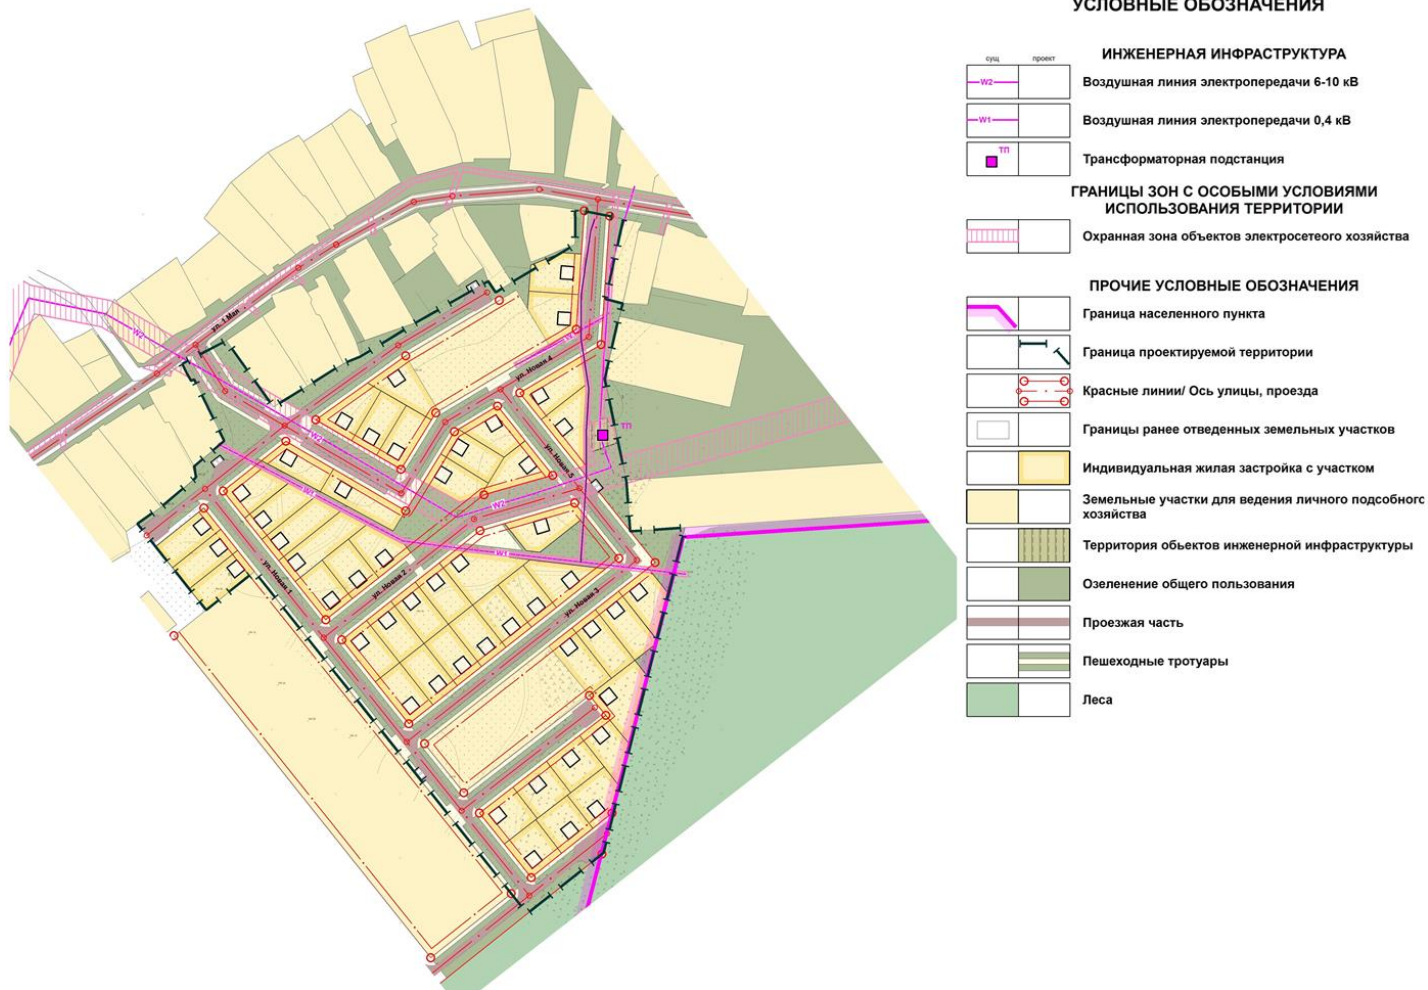 УСЛОВНЫЕ ОБОЗНАЧЕНИЯ
ИНЖЕНЕРНАЯ ИНФРАСТРУКТУРА
сущ
проект
W2
Воздушная линия электропередачи 6-10 кВ
W1
Воздушная линия электропередачи 0,4 кВ
ТП
Трансформаторная подстанция
ГРАНИЦЫ ЗОН С ОСОБЫМИ УСЛОВИЯМИ
ИСПОЛЬЗОВАНИЯ ТЕРРИТОРИИ
Охранная зона объектов электросетеого хозяйства
ПРОЧИЕ УСЛОВНЫЕ ОБОЗНАЧЕНИЯ
Граница населенного пункта
Граница проектируемой территории
Красные линии/ Ось улицы, проезда
Границы ранее отведенных земельных участков
Индивидуальная жилая застройка с участком
Земельные участки для ведения личного подсобного
хозяйства
Территория обьектов инженерной инфраструктуры
Озеленение общего пользования
Проезжая часть
Пешеходные тротуары
Леса
ул. 1 Мая
W2
ул. Новая 4
ТП
W2
ул. Новая 5
W1
W2
W1
ул. Новая 1
ул. Новая 2
ул. Новая 3